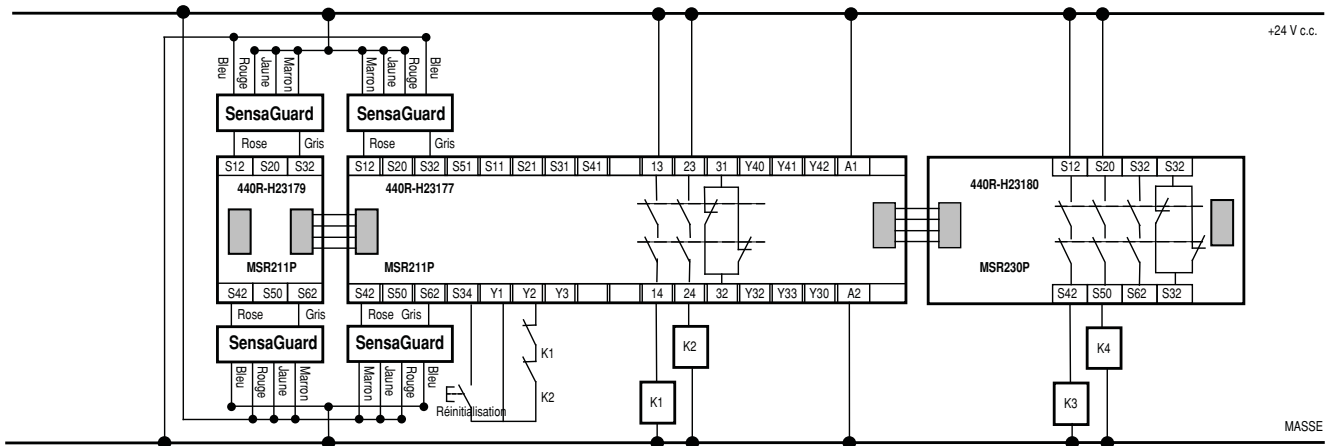 +24 V c.c.
Bleu Rouge Jaune Marron Marron Jaune Rouge Bleu
SensaGuard SensaGuard
Rose Gris Rose Gris
S12 S20 S32 S12 S20 S32 S51 S11 S21 S31 S41 13 23 31 Y40 Y41 Y42 A1 S12 S20 S32 S32
440R-H23179 440R-H23177 440R-H23180
MSR211P MSR211P MSR230P
S42 S50 S62 S42 S50 S62 S34 Y1 Y2 Y3 14 24 32 Y32 Y33 Y30 A2 S42 S50 S62 S32
Rose Gris Rose Gris
SensaGuard SensaGuard K1 K2 K4
Bleu Rouge Jaune Marron Marron Jaune Rouge Bleu
K2 K1 K3
Réinitialisation
MASSE